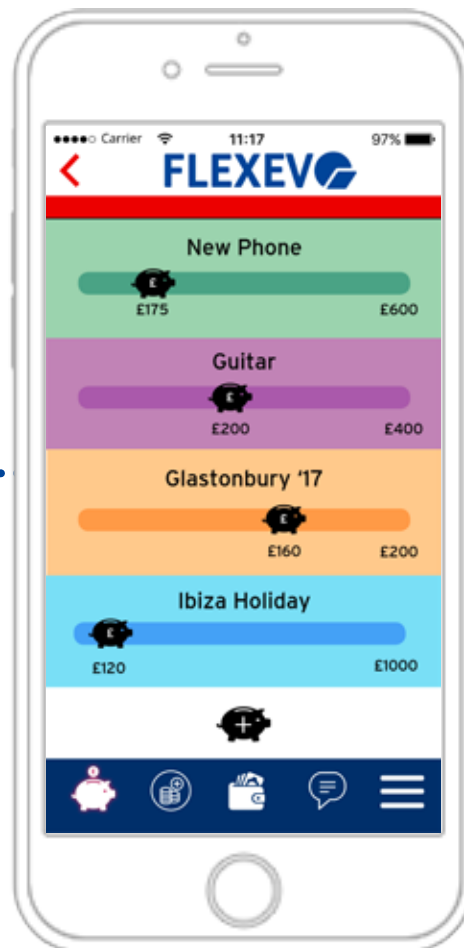 Carrier 11:17 97%
FLEXEVO
New Phone
£
£175 £600
Guitar
£
£200 £400
Glastonbury ‘17
£
£160 £200
Ibiza Holiday
£
£120 £1000